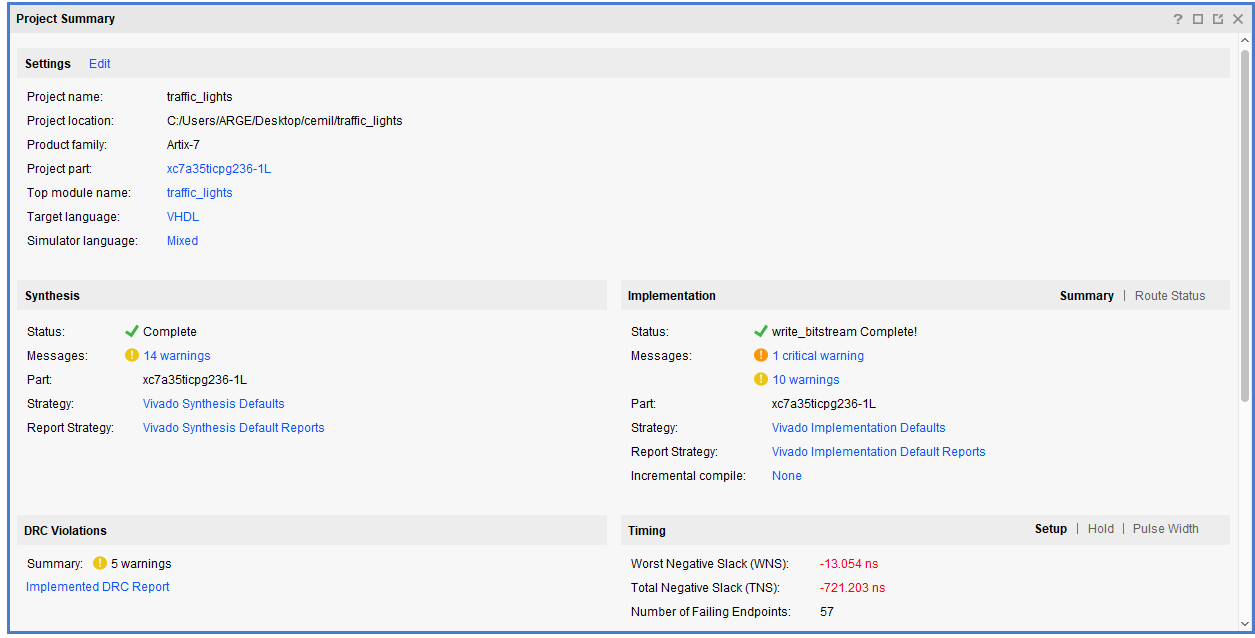 Project Summary
Settings Edit
Project name: traffic_lights
Project location: C:/Users/ARGE/Desktop/cemil/traffic_lights
Product family: Artix-7
Project part: xc7a35ticpg236-1L
Top module name: traffic_lights
Target language: VHDL
Simulator language: Mixed
Synthesis
Status: Complete
Messages: 14 warnings
Part: xc7a35ticpg236-1L
Strategy: Vivado Synthesis Defaults
Report Strategy: Vivado Synthesis Default Reports
Implementation Summary | Route Status
Status: write_bitstream Complete!
Messages: 1 critical warning
10 warnings
Part: xc7a35ticpg236-1L
Strategy: Vivado Implementation Defaults
Report Strategy: Vivado Implementation Default Reports
Incremental compile: None
DRC Violations
Summary: 5 warnings
Implemented DRC Report
Timing Setup | Hold | Pulse Width
Worst Negative Slack (WNS): -13.054 ns
Total Negative Slack (TNS): -721.203 ns
Number of Failing Endpoints: 57